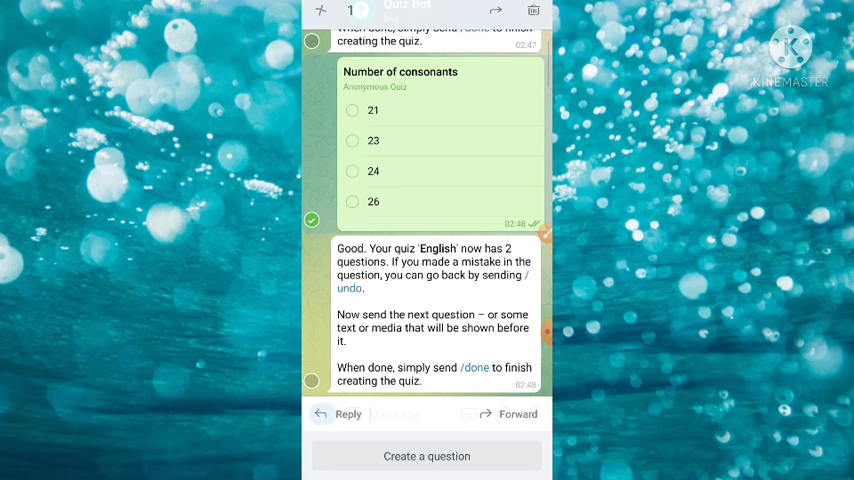 1
Quiz Bot
Bot
When done, simply send /done to finish
creating the quiz.
02:47
Number of consonants
Anonymous Quiz
21
23
24
26
02:48
Good. Your quiz 'English' now has 2
questions. If you made a mistake in the
question, you can go back by sending /
undo.
Now send the next question – or some
text or media that will be shown before
it.
When done, simply send /done to finish
creating the quiz.
02:48
Reply
Message
Forward
Create a question
K
KINEMASTER